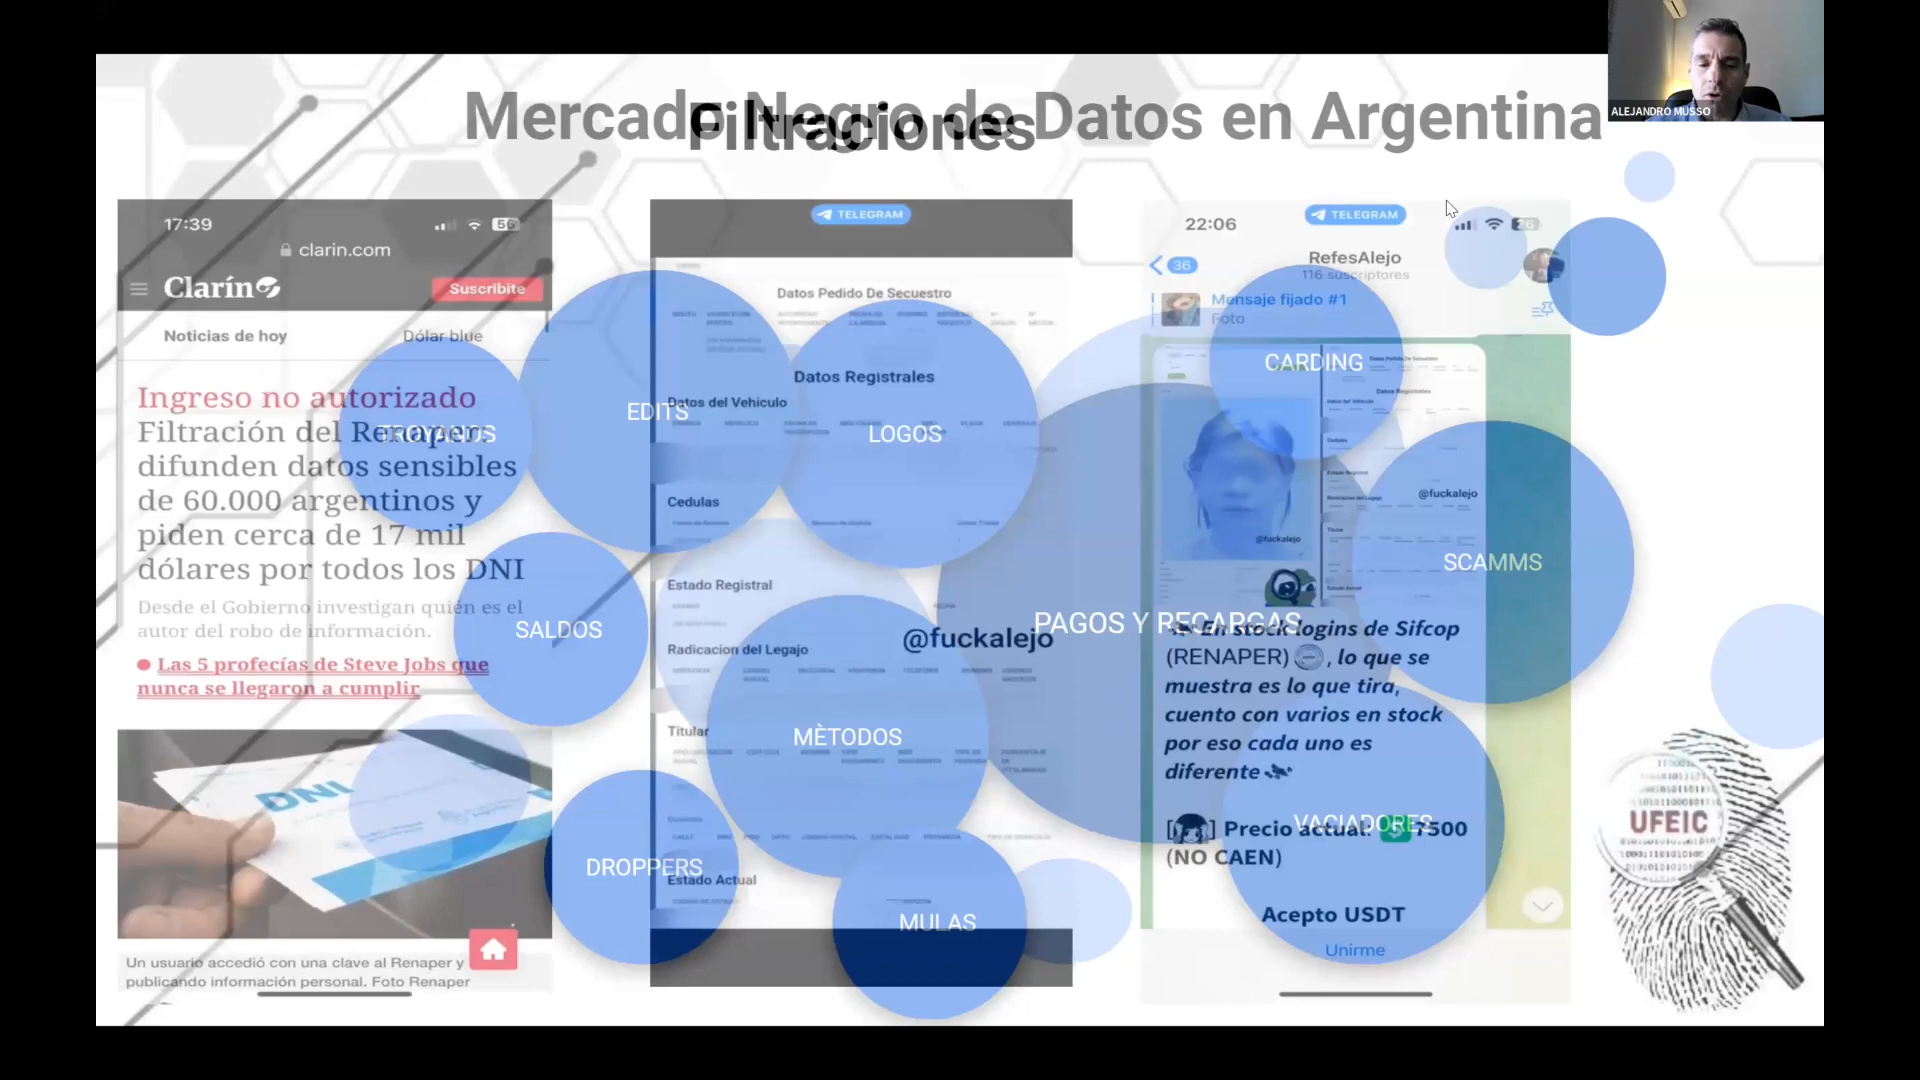 ALEJANDRO MUSSO
Mercado Negro de Datos en Argentina
Filtraciones
17:39
5G
clarin.com
Clarín
Suscribite
Noticias de hoy
Dólar blue
Ingreso no autorizado
Filtración del Renaper:
difunden datos sensibles
de 60.000 argentinos y
piden cerca de 17 mil
dólares por todos los DNI
Desde el Gobierno investigan quién es el
autor del robo de información.
Las 5 profecías de Steve Jobs que
nunca se llegaron a cumplir
DNI
Un usuario accedió con una clave al Renaper y
publicando información personal. Foto Renaper
TROYANOS
EDITS
LOGOS
SALDOS
MÈTODOS
DROPPERS
MULAS
CARDING
SCAMMS
PAGOS Y RECARGAS
VACIADORES
TELEGRAM
Datos Pedido De Secuestro
Datos Registrales
Datos del Vehiculo
Cedulas
Estado Registral
Radicacion del Legajo
@fuckalejo
Titular
Estado Actual
22:06
TELEGRAM
36
RefesAlejo
116 suscriptores
Mensaje fijado #1
Foto
@fuckalejo
@fuckalejo
En stock logins de Sifcop
(RENAPER) , lo que se
muestra es lo que tira,
cuento con varios en stock
por eso cada uno es
diferente
Precio actual: 7500
(NO CAEN)
Acepto USDT
Unirme
UFEIC